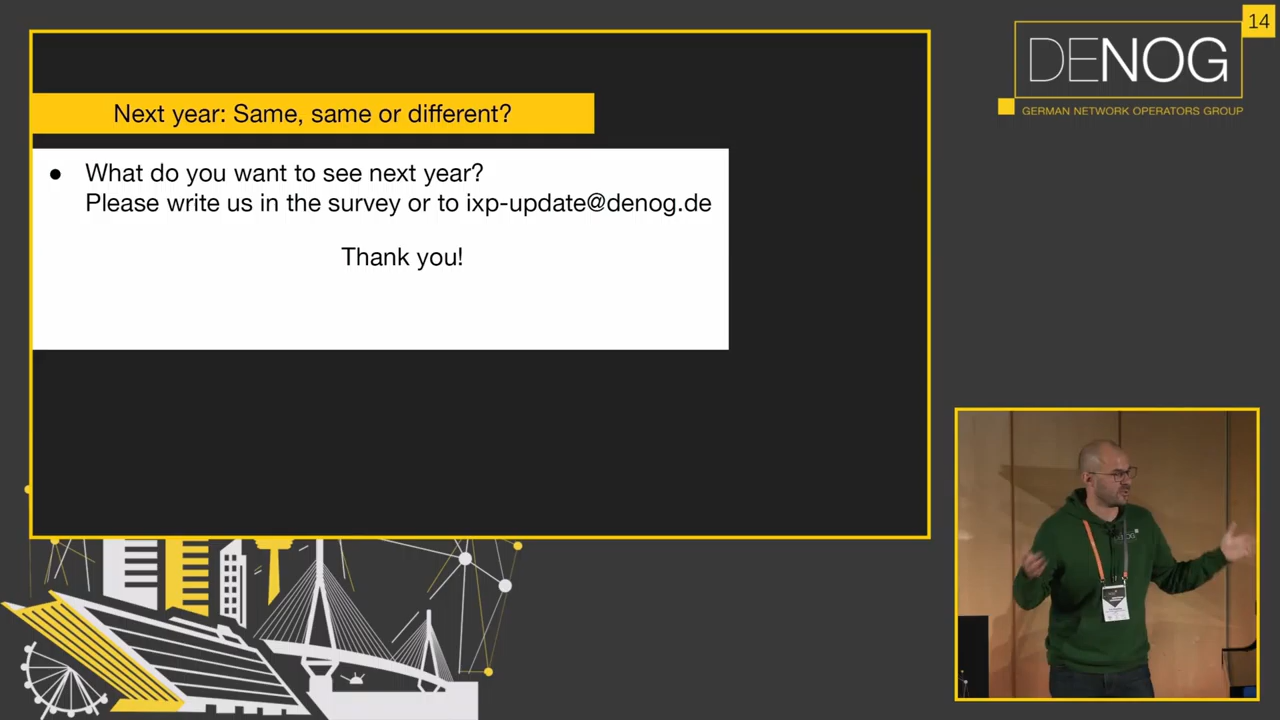 14
DENOG
GERMAN NETWORK OPERATORS GROUP
Next year: Same, same or different?
● What do you want to see next year?
Please write us in the survey or to ixp-update@denog.de
Thank you!